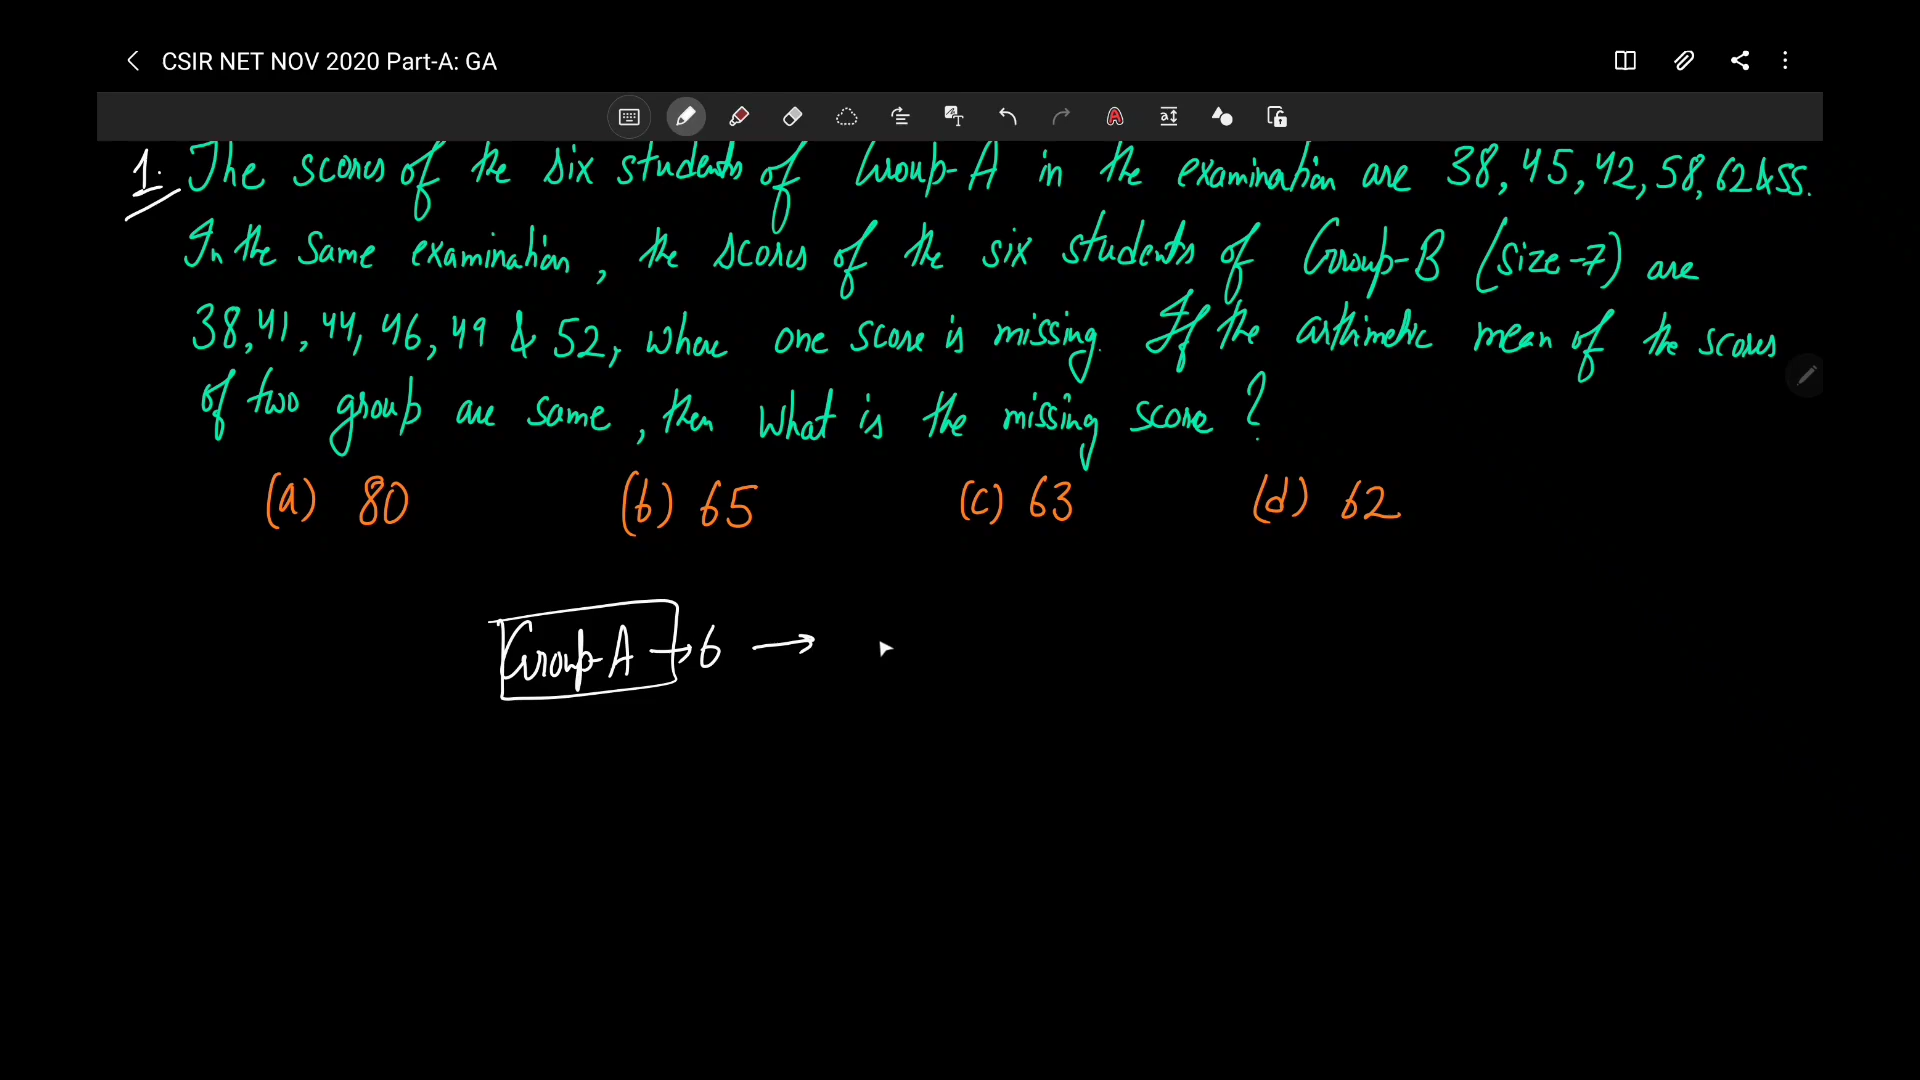 CSIR NET NOV 2020 Part-A: GA
1. The scores of the six students of Group-A in the examination are 38, 45, 42, 58, 62 & 55.
In the same examination, the scores of the six students of Group-B (size-7) are
38, 41, 44, 46, 49 & 52, where one score is missing. If the arthimetic mean of the scores
of two group are same, then what is the missing score?
(a) 80 (b) 65 (c) 63 (d) 62
Group-A → 6 →